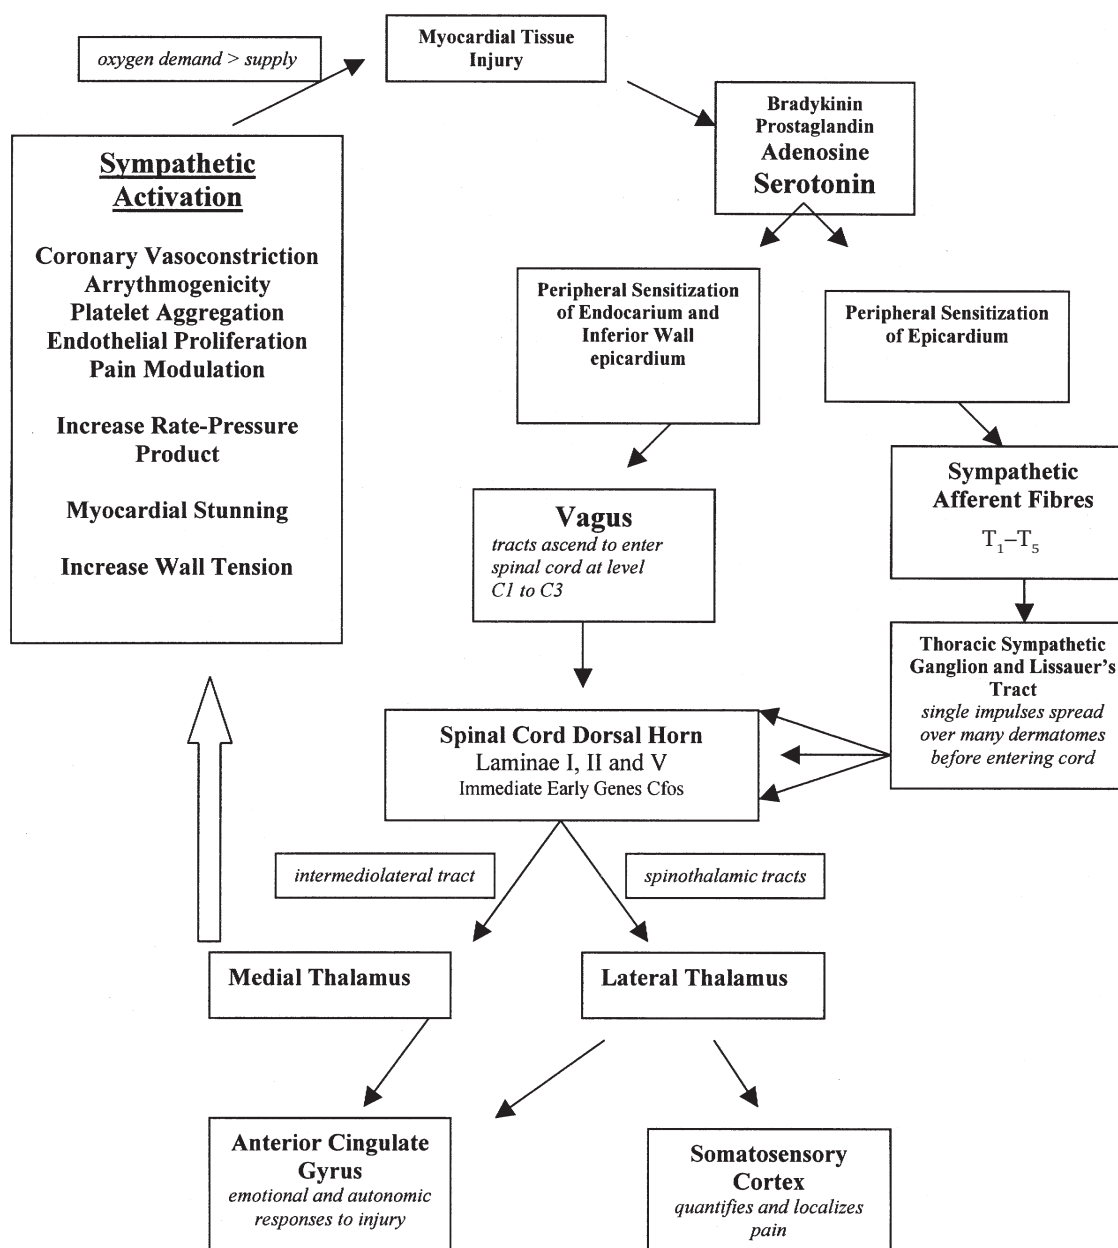 oxygen demand > supply
Myocardial Tissue
Injury
Bradykinin
Prostaglandin
Adenosine
Serotonin
Sympathetic
Activation
Coronary Vasoconstriction
Arrythmogenicity
Platelet Aggregation
Endothelial Proliferation
Pain Modulation
Increase Rate-Pressure
Product
Myocardial Stunning
Increase Wall Tension
Peripheral Sensitization
of Endocarium and
Inferior Wall
epicardium
Peripheral Sensitization
of Epicardium
Vagus
tracts ascend to enter
spinal cord at level
C1 to C3
Sympathetic
Afferent Fibres
T₁–T₅
Thoracic Sympathetic
Ganglion and Lissauer's
Tract
single impulses spread
over many dermatomes
before entering cord
Spinal Cord Dorsal Horn
Laminae I, II and V
Immediate Early Genes Cfos
intermediolateral tract
spinothalamic tracts
Medial Thalamus
Lateral Thalamus
Anterior Cingulate
Gyrus
emotional and autonomic
responses to injury
Somatosensory
Cortex
quantifies and localizes
pain